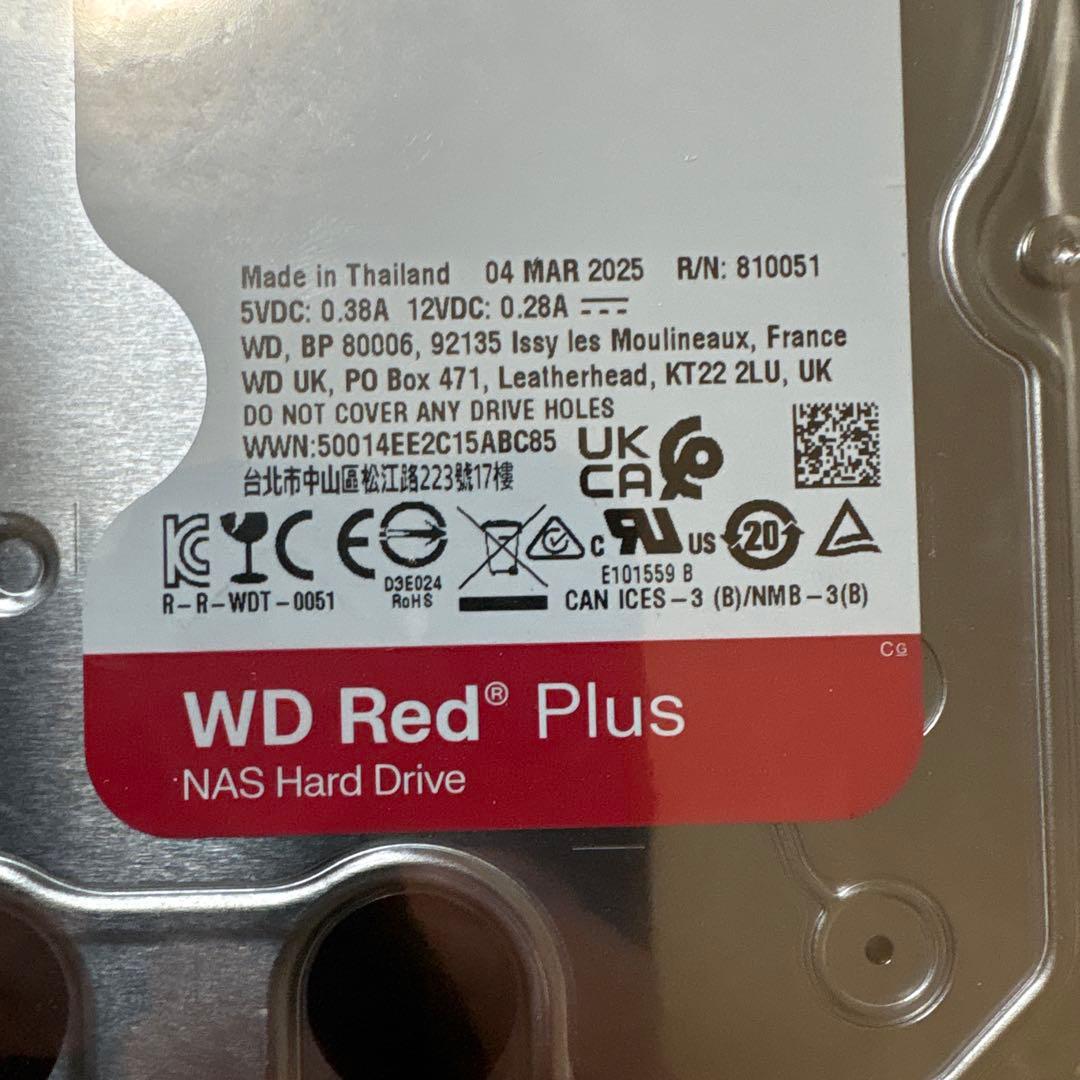 Made in Thailand 04 MAR 2025 R/N: 810051
5VDC: 0.38A 12VDC: 0.28A
WD, BP 80006, 92135 Issy les Moulineaux, France
WD UK, PO Box 471, Leatherhead, KT22 2LU, UK
DO NOT COVER ANY DRIVE HOLES
WWN:50014EE2C15ABC85
UK
CA
台北市中山區松江路223號17樓
CE
c US 20
D3E024
RoHS
E101559 B
R-R-WDT-0051
CAN ICES-3 (B)/NMB-3(B)
CG
WD Red® Plus
NAS Hard Drive